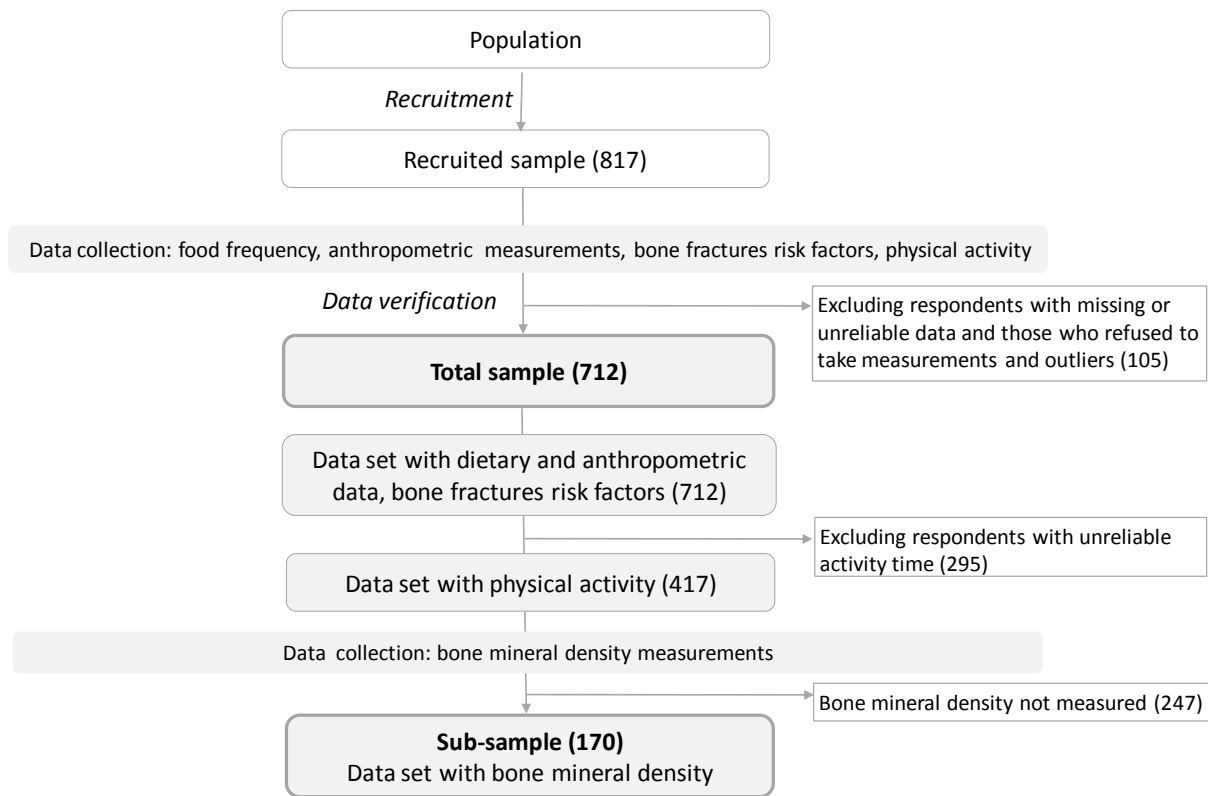 Population
Recruitment
Recruited sample (817)
Data collection: food frequency, anthropometric measurements, bone fractures risk factors, physical activity
Data verification
Excluding respondents with missing or
unreliable data and those who refused to
take measurements and outliers (105)
Total sample (712)
Data set with dietary and anthropometric
data, bone fractures risk factors (712)
Excluding respondents with unreliable
activity time (295)
Data set with physical activity (417)
Data collection: bone mineral density measurements
Bone mineral density not measured (247)
Sub-sample (170)
Data set with bone mineral density